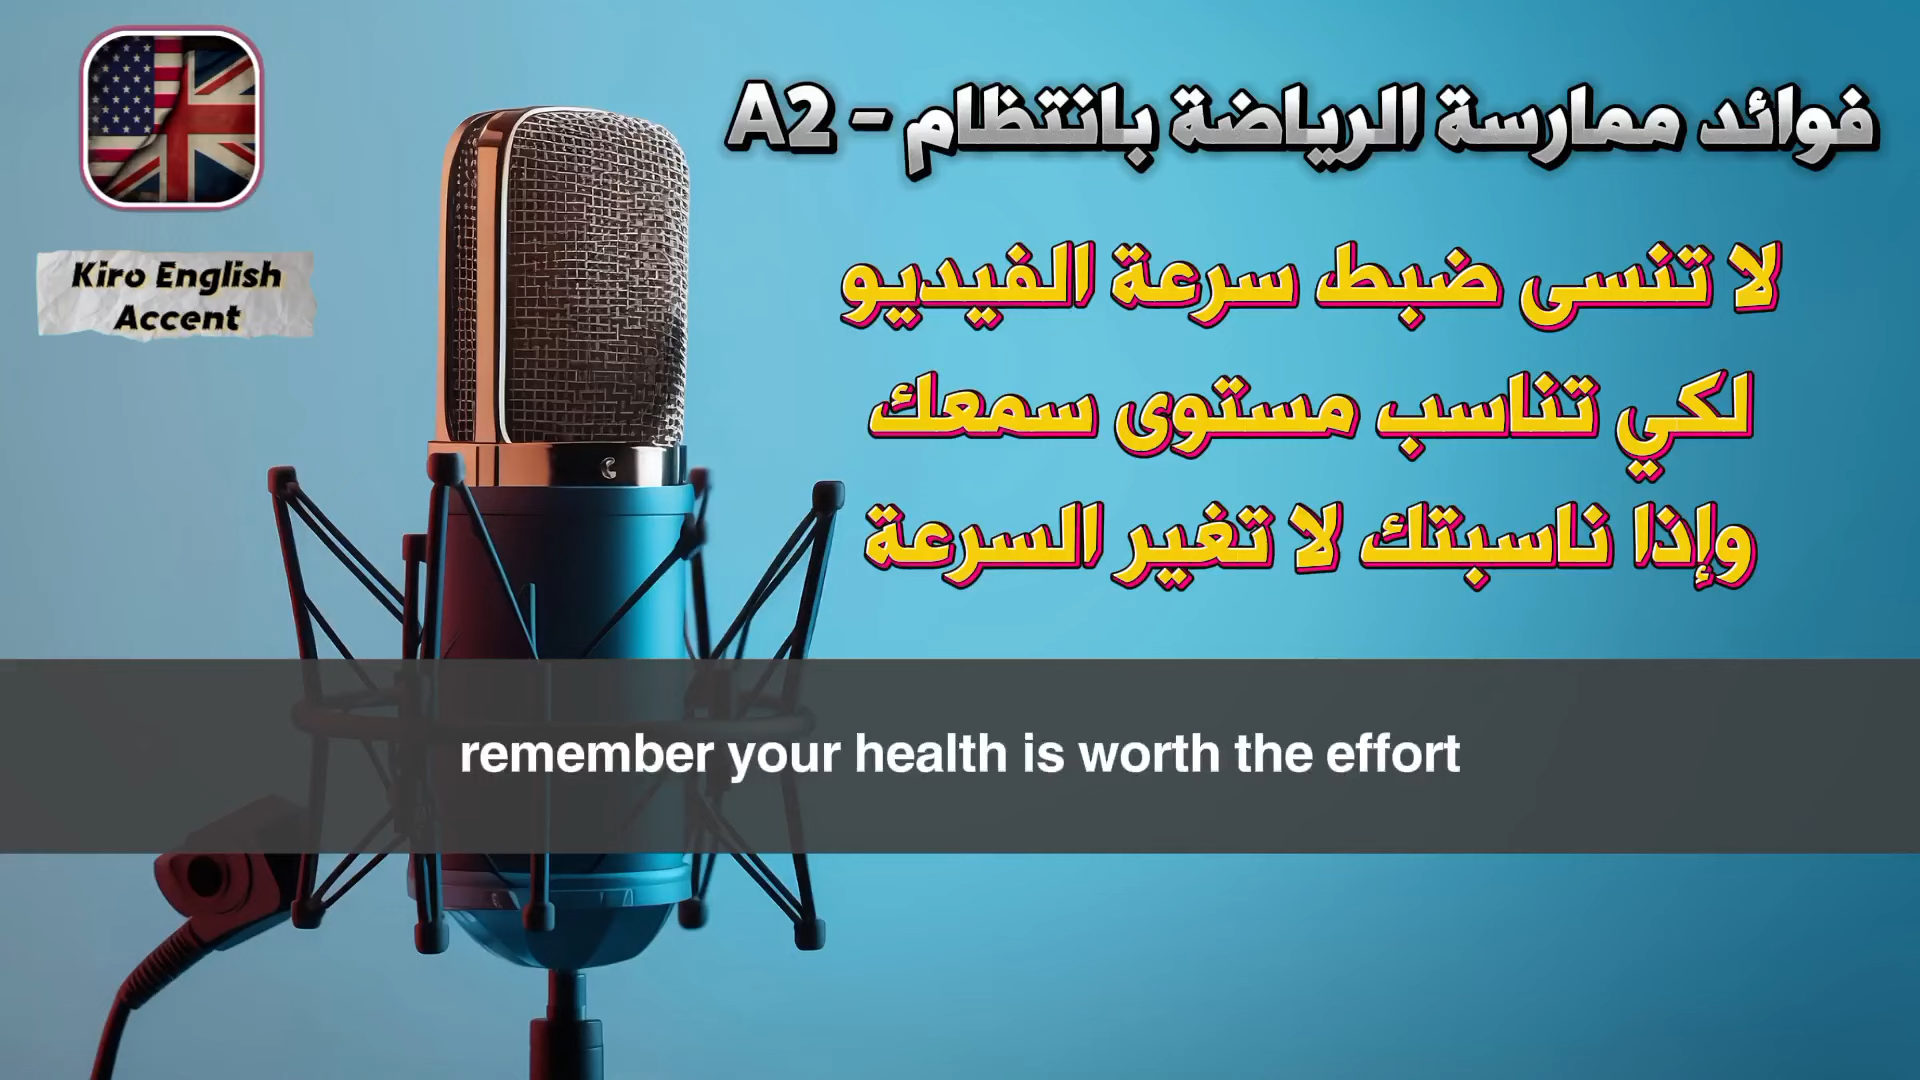 فوائد ممارسة الرياضة بانتظام - A2
Kiro English
Accent
لا تنسى ضبط سرعة الفيديو
لكي تناسب مستوى سمعك
وإذا ناسبتك لا تغير السرعة
remember your health is worth the effort